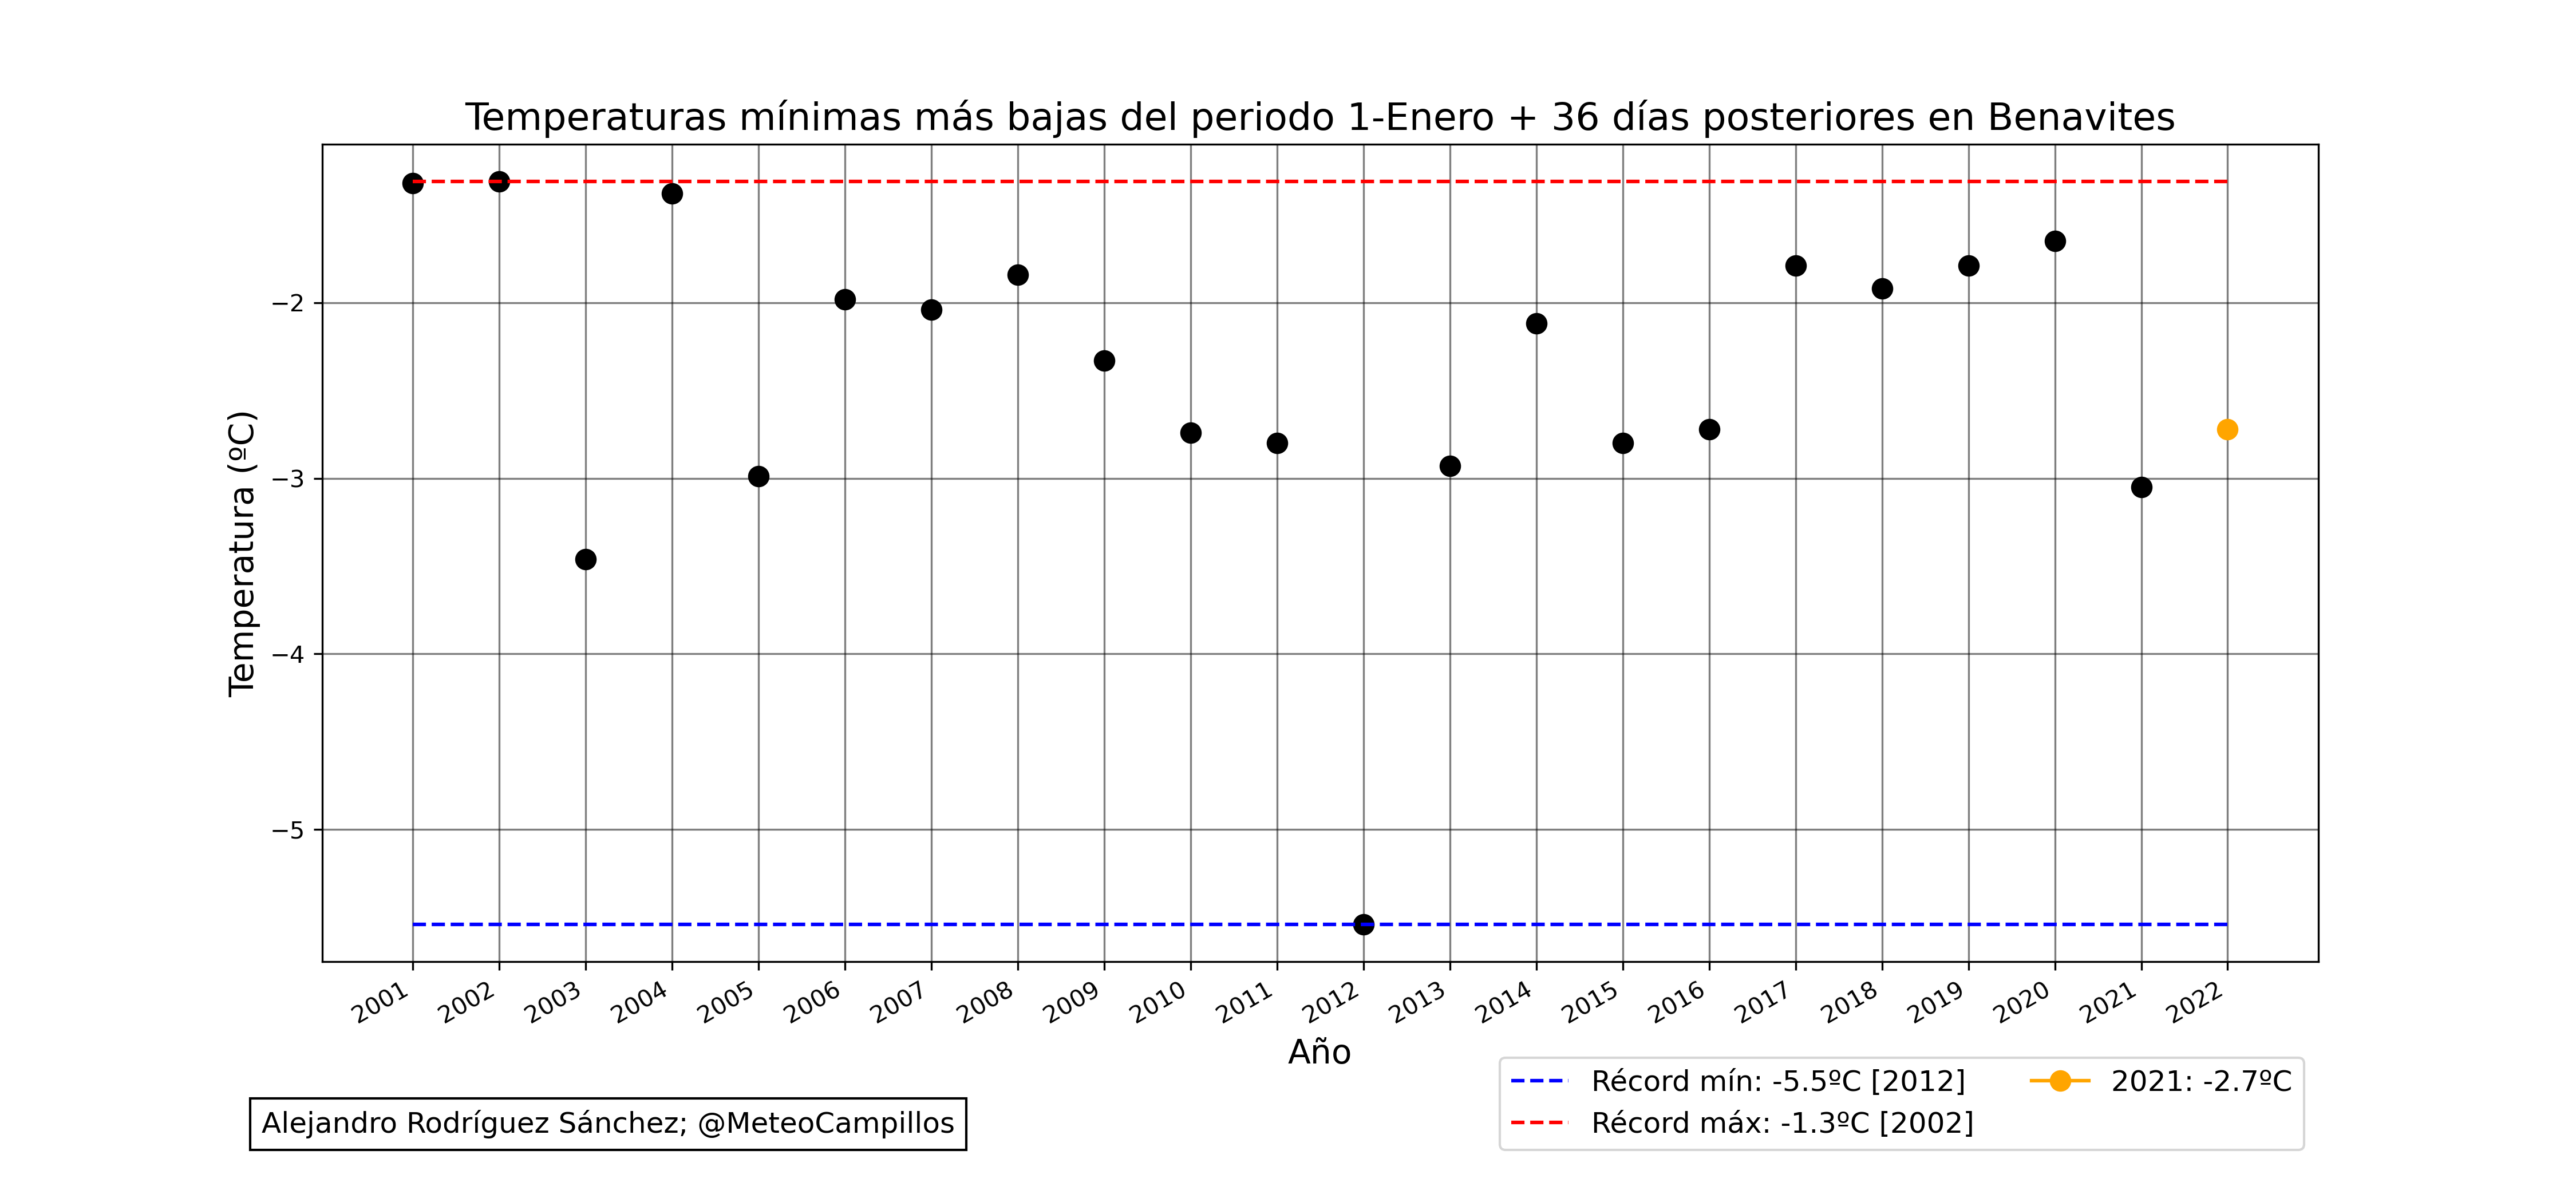 Temperaturas mínimas más bajas del periodo 1-Enero + 36 días posteriores en Benavites
Temperatura (ºC)
−2
−3
−4
−5
2001 2002 2003 2004 2005 2006 2007 2008 2009 2010 2011 2012 2013 2014 2015 2016 2017 2018 2019 2020 2021 2022
Año
Récord mín: -5.5ºC [2012]
Récord máx: -1.3ºC [2002]
2021: -2.7ºC
Alejandro Rodríguez Sánchez; @MeteoCampillos